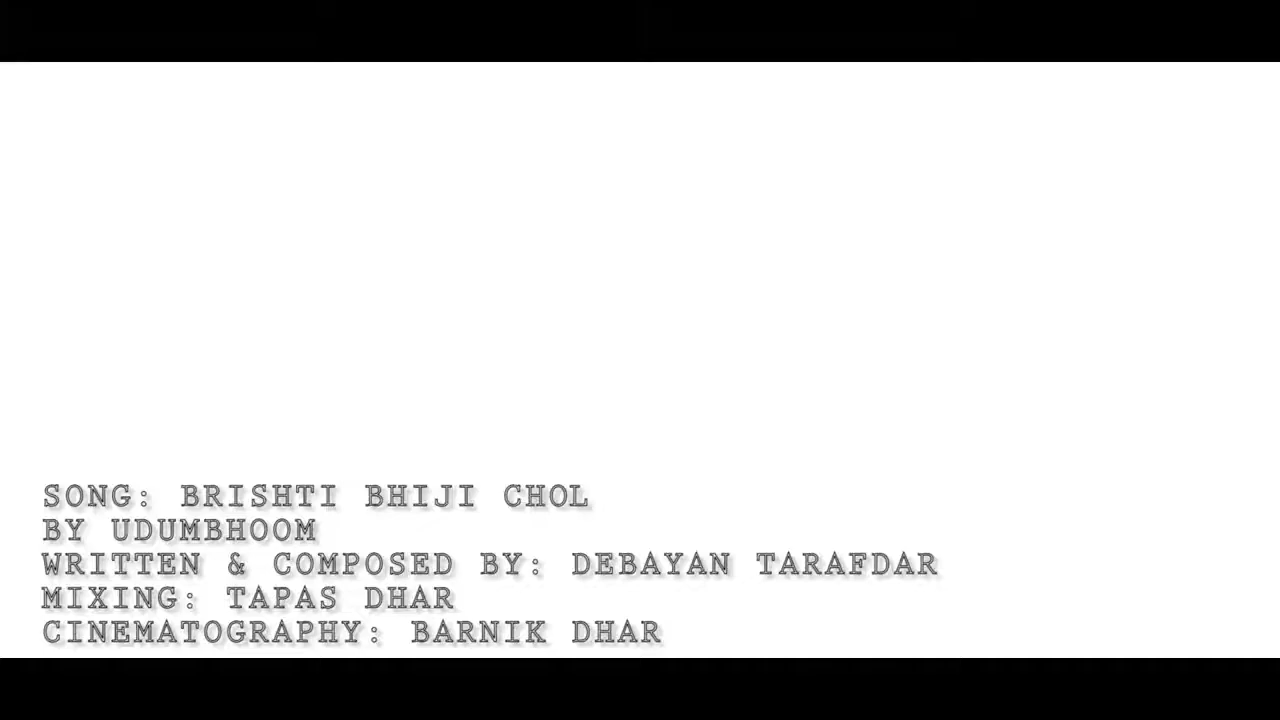 SONG: BRISHTI BHIJI CHOL
BY UDUMBHOOM
WRITTEN & COMPOSED BY: DEBAYAN TARAFDAR
MIXING: TAPAS DHAR
CINEMATOGRAPHY: BARNIK DHAR